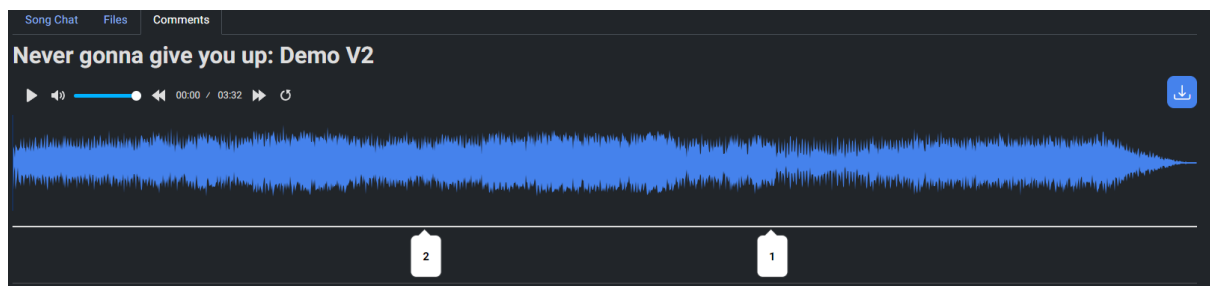 Song Chat Files Comments
Never gonna give you up: Demo V2
00:00 / 03:32
2 1